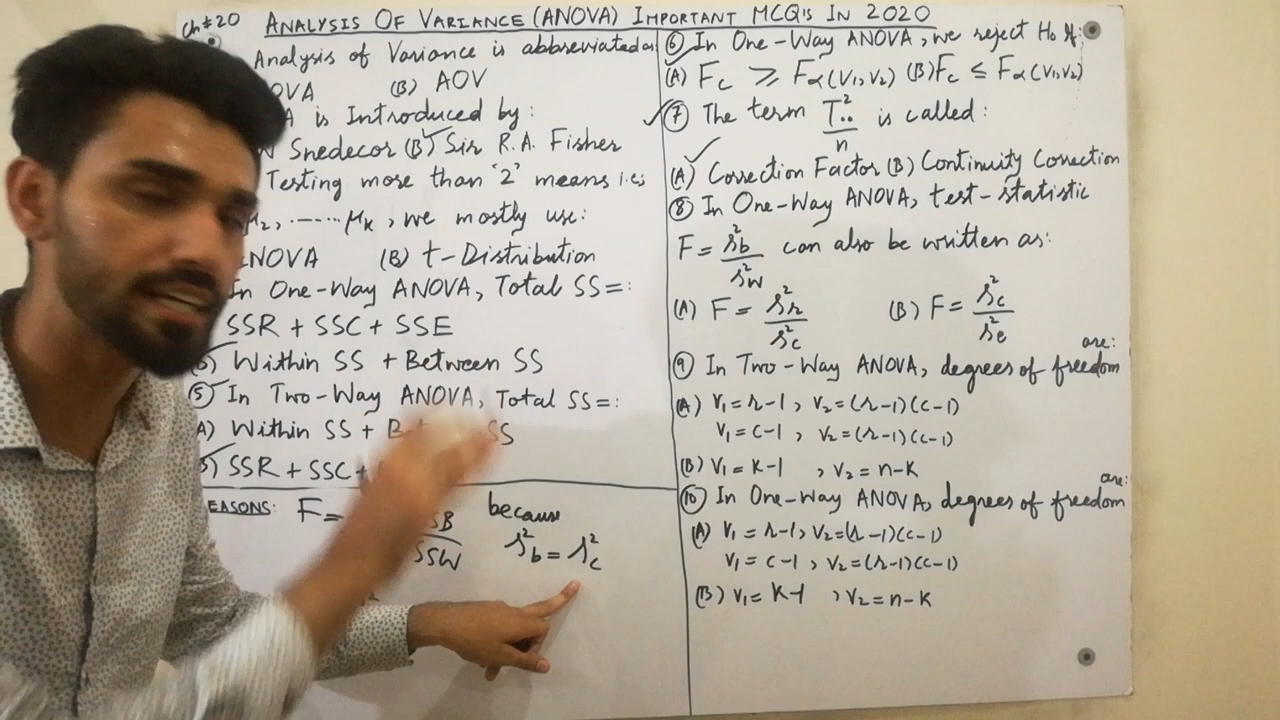 Ch # 20 ANALYSIS OF VARIANCE (ANOVA) IMPORTANT MCQ'S IN 2020
Analysis of Variance is abbreviated as
OVA (B) AOV
A is Introduced by:
N Snedecor (B) Sir R.A. Fisher
Testing more than '2' means i.e;
μ₂, ...... μₖ, we mostly use:
ANOVA (B) t-Distribution
In One-Way ANOVA, Total SS=:
SSR + SSC + SSE
(B) Within SS + Between SS
⑤ In Two-Way ANOVA, Total SS=:
A) Within SS + Bet SS
B) SSR + SSC +
EASONS: F = SB because
SSW s²b = s²c
⑥ In One-Way ANOVA, we reject H₀ if:
(A) Fc ≥ Fα(V₁,V₂) (B) Fc ≤ Fα(V₁,V₂)
⑦ The term T².. is called:
n
(A) Correction Factor (B) Continuity Correction
⑧ In One-Way ANOVA, test-statistic
F = s²b/s²w can also be written as:
(A) F = s²r/s²c (B) F = s²c/s²e
⑨ In Two-Way ANOVA, degrees of freedom are:
(A) V₁=r-1, V₂=(r-1)(c-1)
V₁=c-1, V₂=(r-1)(c-1)
(B) V₁=k-1, V₂=n-k
⑩ In One-Way ANOVA, degrees of freedom are:
(A) V₁=r-1, V₂=(r-1)(c-1)
V₁=c-1, V₂=(r-1)(c-1)
(B) V₁=k-1, V₂=n-k